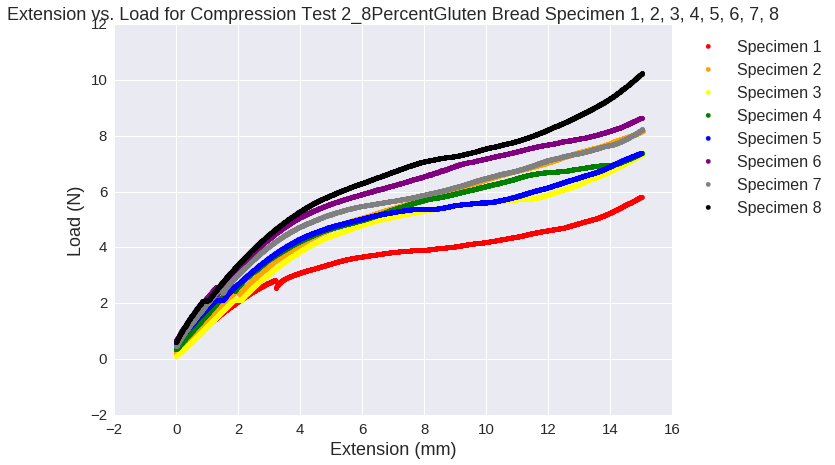 Extension vs. Load for Compression Test 2_8PercentGluten Bread Specimen 1, 2, 3, 4, 5, 6, 7, 8
12
10
8
6
4
2
0
−2
Load (N)
−2 0 2 4 6 8 10 12 14 16
Extension (mm)
Specimen 1
Specimen 2
Specimen 3
Specimen 4
Specimen 5
Specimen 6
Specimen 7
Specimen 8